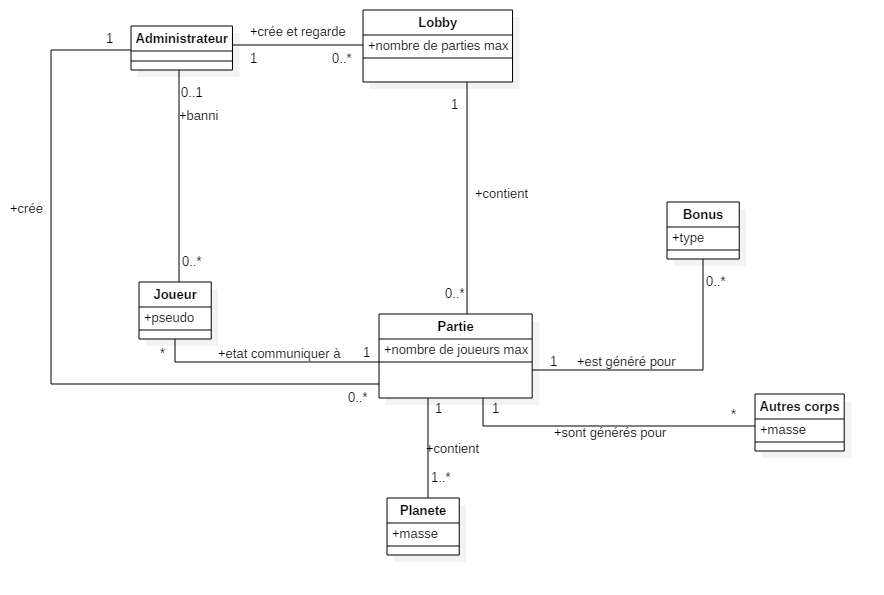 Lobby
+nombre de parties max
Administrateur
+crée et regarde
1
1
0..*
0..1
+banni
1
+contient
+crée
0..*
0..*
Joueur
+pseudo
Bonus
+type
0..*
Partie
+nombre de joueurs max
*
+etat communiquer à
1
1
+est généré pour
0..*
1
1
*
+sont générés pour
Autres corps
+masse
+contient
1..*
Planete
+masse